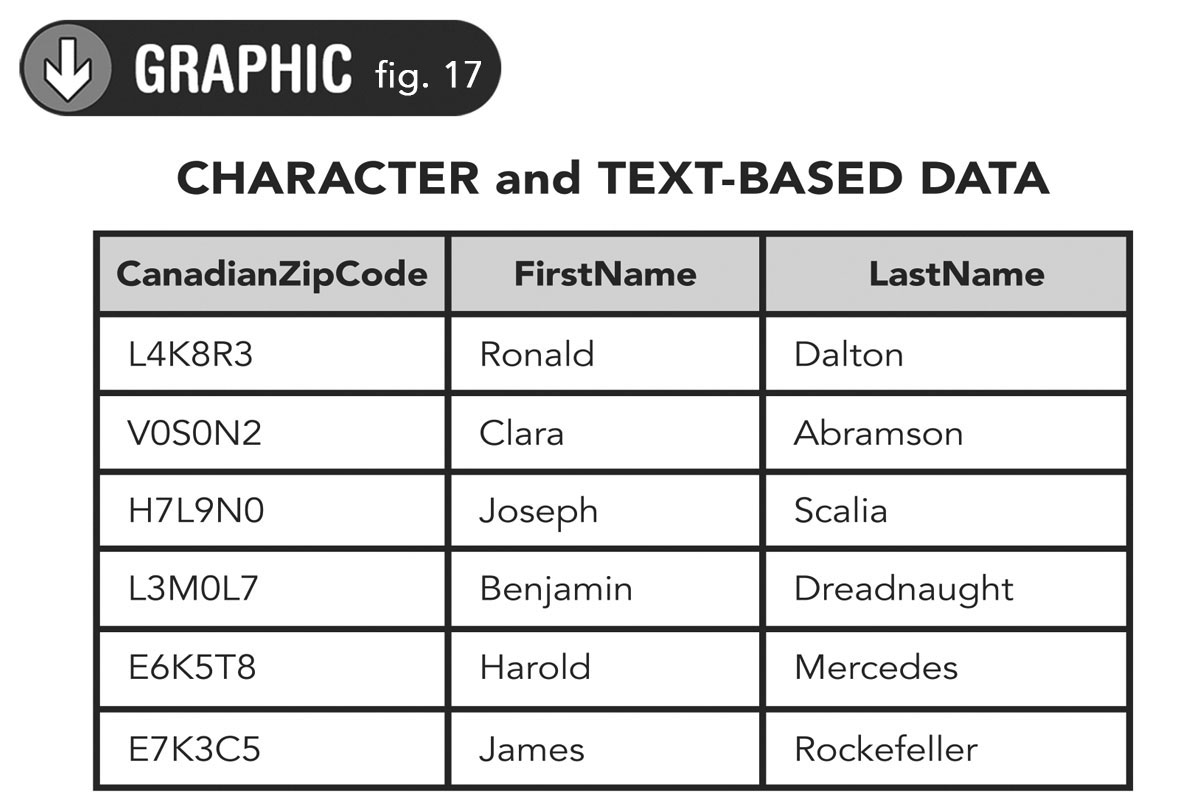 GRAPHIC fig. 17
CHARACTER and TEXT-BASED DATA
CanadianZipCode FirstName LastName
L4K8R3 Ronald Dalton
V0S0N2 Clara Abramson
H7L9N0 Joseph Scalia
L3M0L7 Benjamin Dreadnaught
E6K5T8 Harold Mercedes
E7K3C5 James Rockefeller